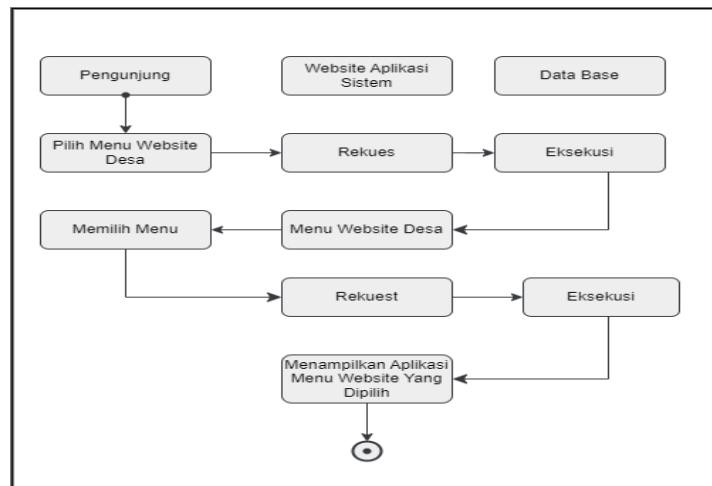 Pengunjung
Website Aplikasi
Sistem
Data Base
Pilih Menu Website
Desa
Rekues
Eksekusi
Memilih Menu
Menu Website Desa
Rekuest
Eksekusi
Menampilkan Aplikasi
Menu Website Yang
Dipilih